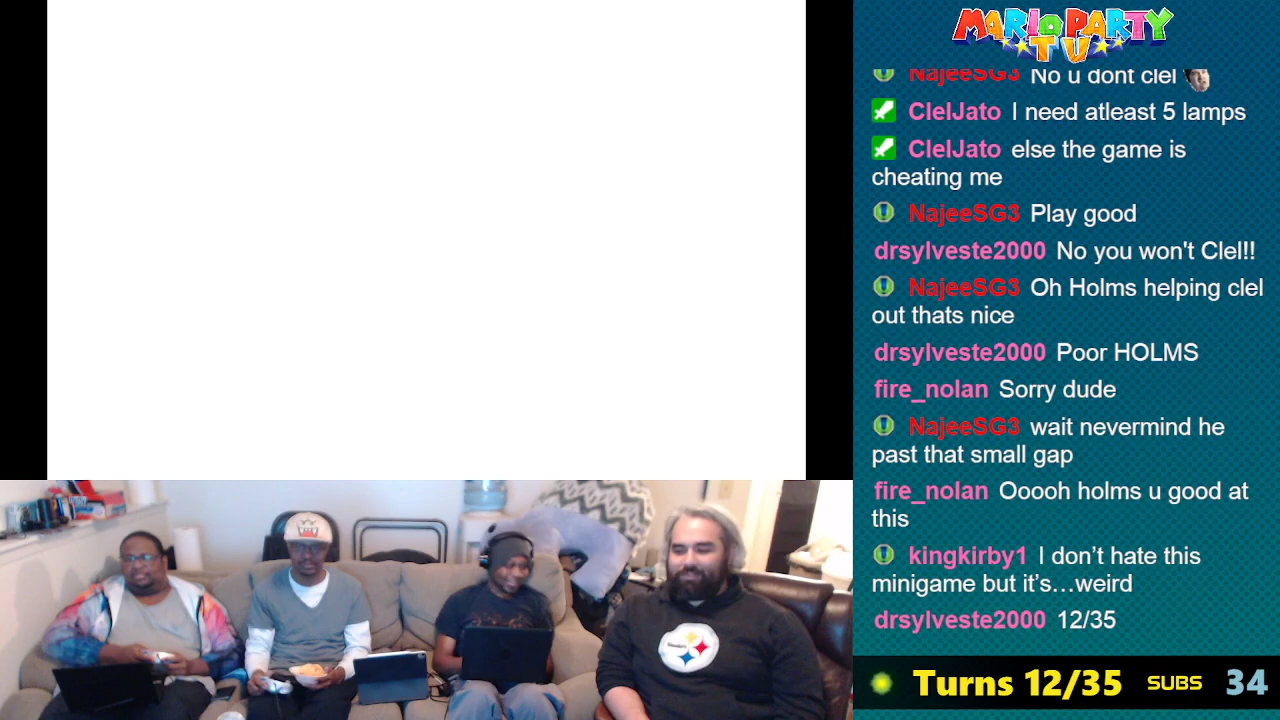 MARIO PARTY
TV
NajeeSG3 No u dont clel
ClelJato I need atleast 5 lamps
ClelJato else the game is
cheating me
NajeeSG3 Play good
drsylveste2000 No you won't Clel!!
NajeeSG3 Oh Holms helping clel
out thats nice
drsylveste2000 Poor HOLMS
fire_nolan Sorry dude
NajeeSG3 wait nevermind he
past that small gap
fire_nolan Ooooh holms u good at
this
kingkirby1 I don’t hate this
minigame but it’s…weird
drsylveste2000 12/35
Turns 12/35 SUBS 34
Steelers